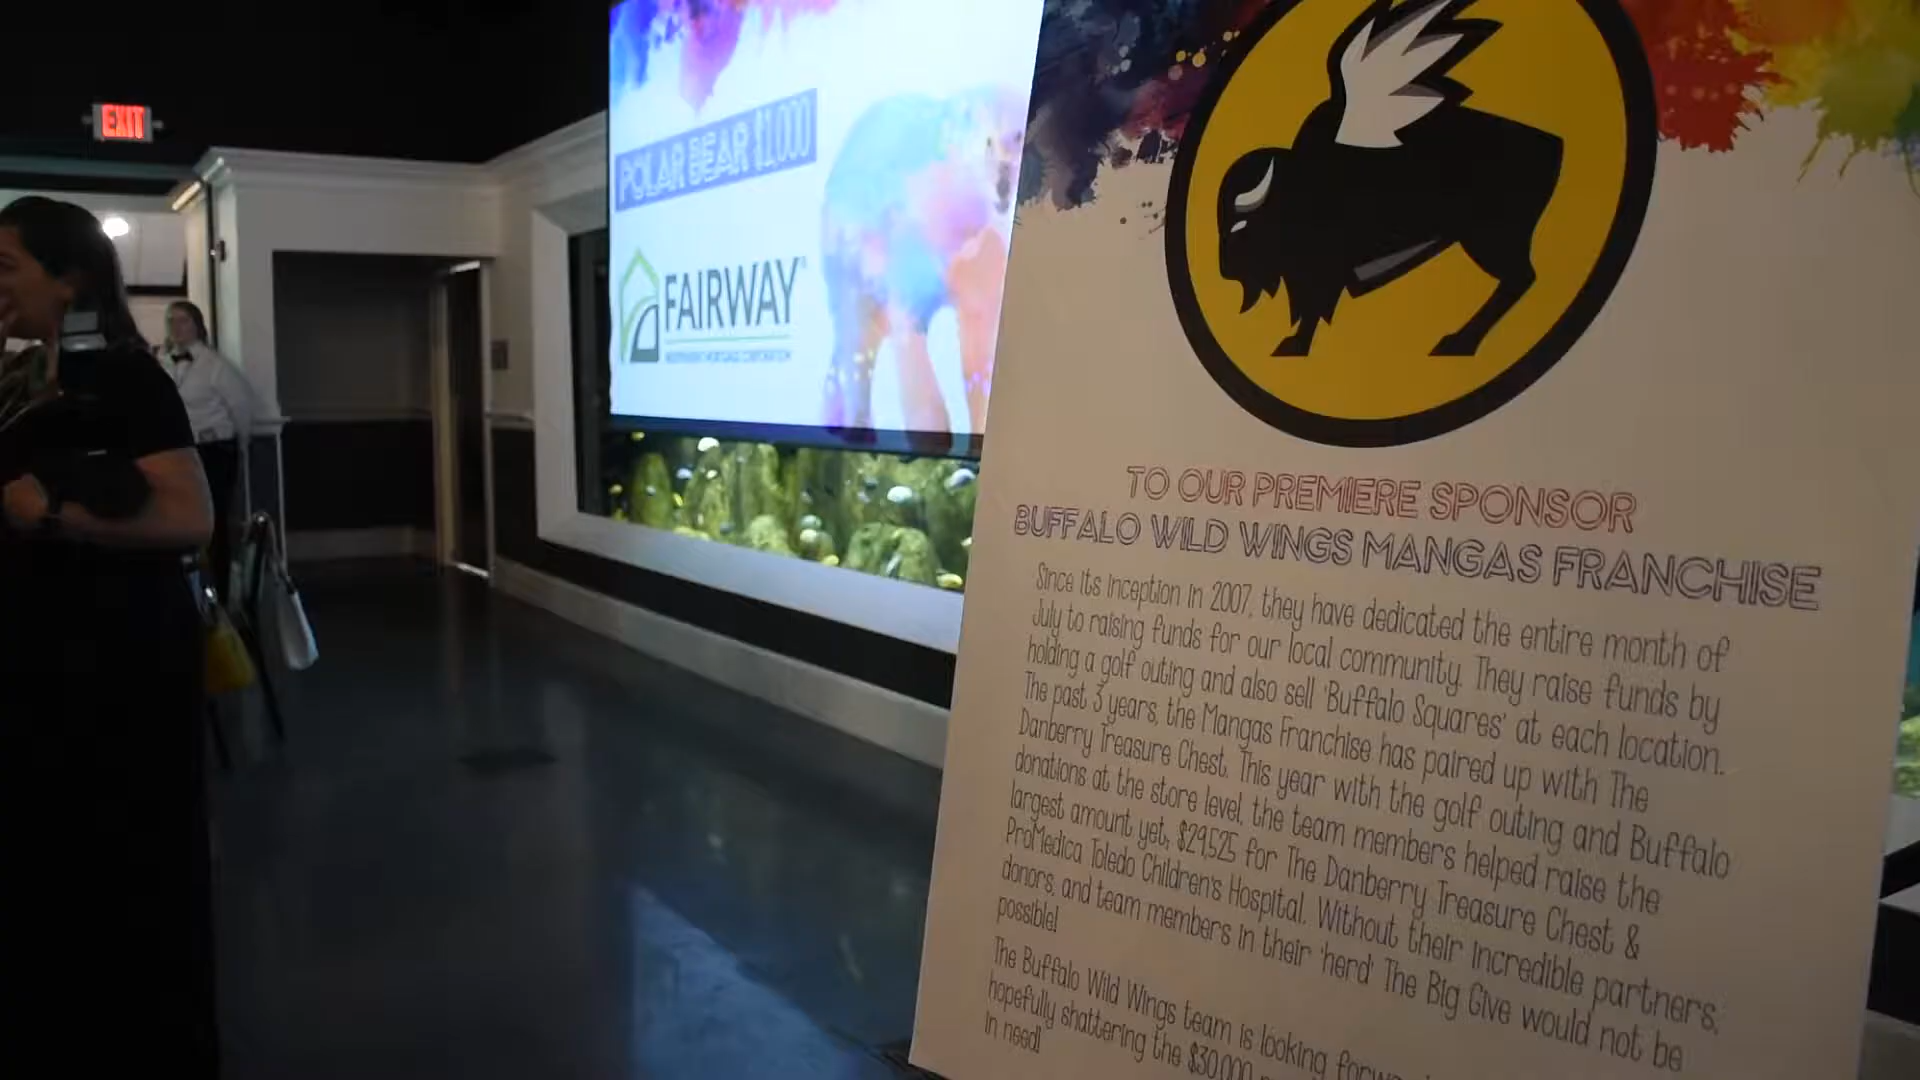 EXIT
POLAR BEAR $1,000
FAIRWAY
INDEPENDENT MORTGAGE CORPORATION
TO OUR PREMIERE SPONSOR
BUFFALO WILD WINGS MANGAS FRANCHISE
Since its inception in 2007, they have dedicated the entire month of
July to raising funds for our local community. They raise funds by
holding a golf outing and also sell 'Buffalo Squares' at each location.
The past 3 years, the Mangas Franchise has paired up with The
Danberry Treasure Chest. This year with the golf outing and Buffalo
donations at the store level, the team members helped raise the
largest amount yet, $29,525 for The Danberry Treasure Chest &
ProMedica Toledo Children's Hospital. Without their incredible partners,
donors, and team members in their 'herd' The Big Give would not be
possible!
The Buffalo Wild Wings team is looking
hopefully shattering the $30,000
in need!